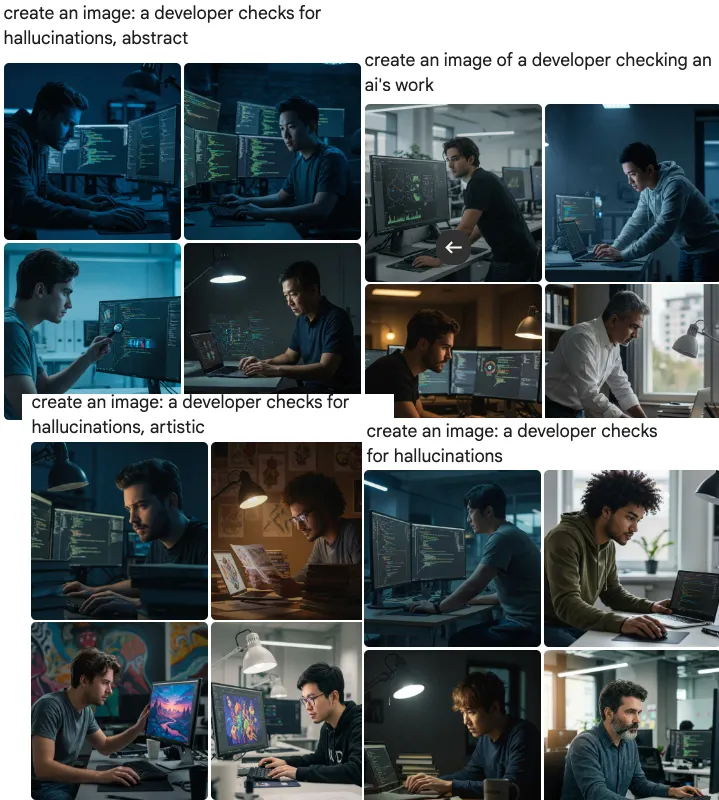 create an image: a developer checks for
hallucinations, abstract
create an image of a developer checking an
ai's work
create an image: a developer checks for
hallucinations, artistic
create an image: a developer checks
for hallucinations